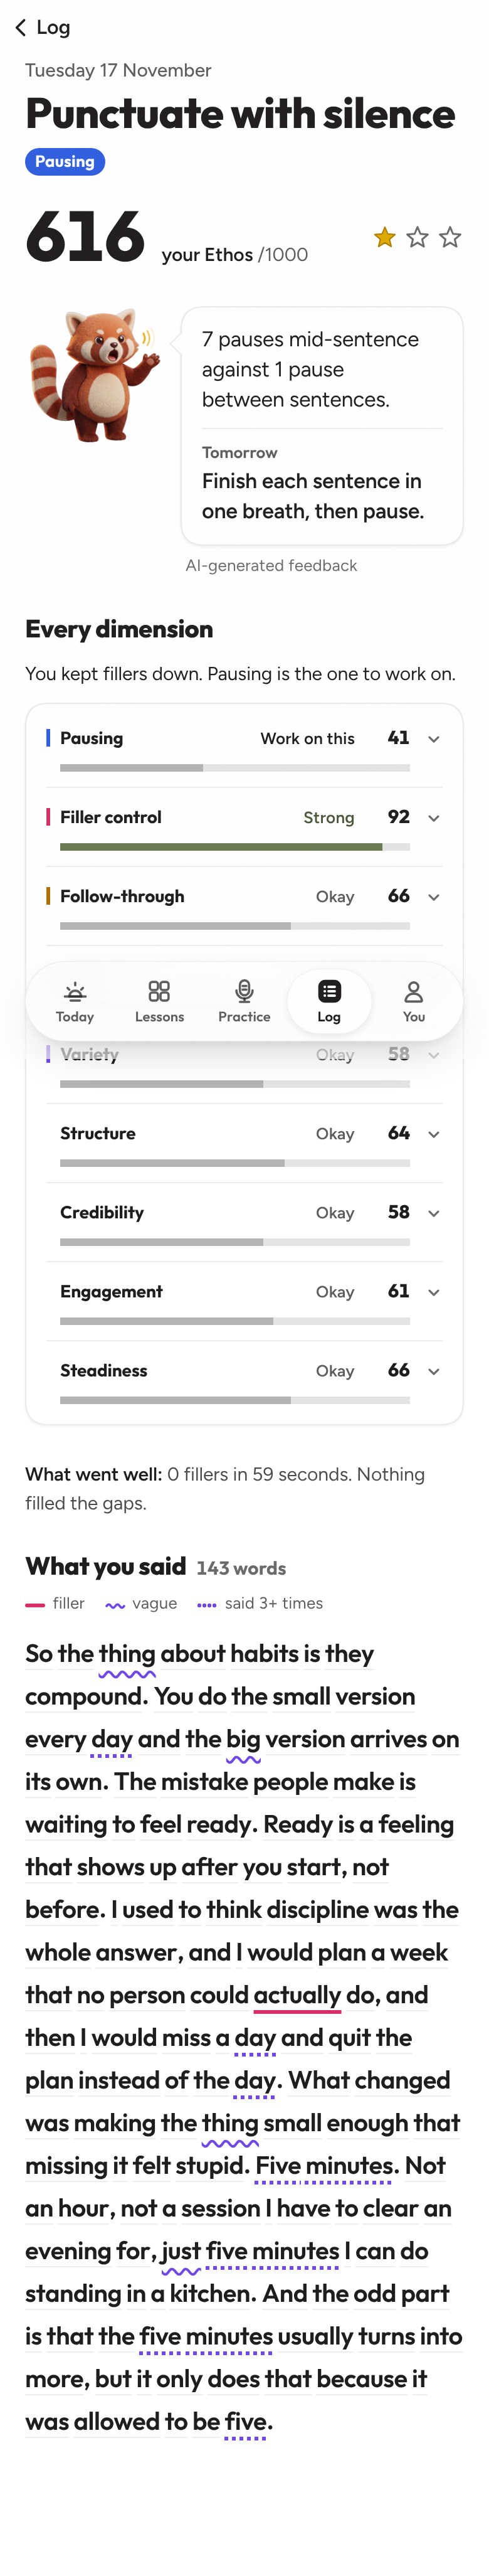 Log
Tuesday 17 November
Punctuate with silence
Pausing
616 your Ethos /1000
7 pauses mid-sentence
against 1 pause
between sentences.
Tomorrow
Finish each sentence in
one breath, then pause.
AI-generated feedback
Every dimension
You kept fillers down. Pausing is the one to work on.
Pausing Work on this 41
Filler control Strong 92
Follow-through Okay 66
Today Lessons Practice Log You
Variety Okay 58
Structure Okay 64
Credibility Okay 58
Engagement Okay 61
Steadiness Okay 66
What went well: 0 fillers in 59 seconds. Nothing
filled the gaps.
What you said 143 words
filler vague said 3+ times
So the thing about habits is they
compound. You do the small version
every day and the big version arrives on
its own. The mistake people make is
waiting to feel ready. Ready is a feeling
that shows up after you start, not
before. I used to think discipline was the
whole answer, and I would plan a week
that no person could actually do, and
then I would miss a day and quit the
plan instead of the day. What changed
was making the thing small enough that
missing it felt stupid. Five minutes. Not
an hour, not a session I have to clear an
evening for, just five minutes I can do
standing in a kitchen. And the odd part
is that the five minutes usually turns into
more, but it only does that because it
was allowed to be five.